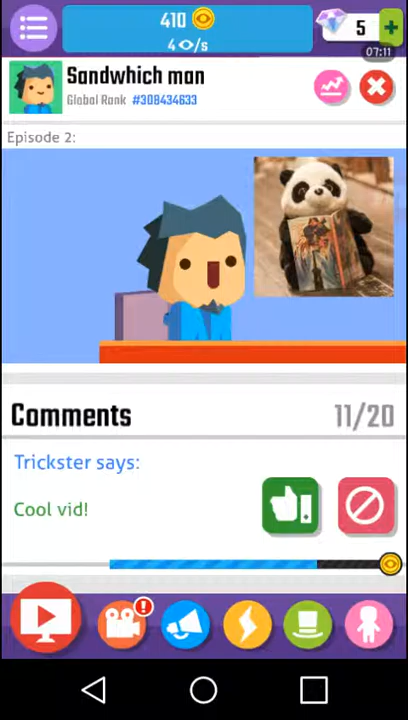 410
5
4 /s
07:11
Sandwhich man
Global Rank #308434633
Episode 2:
Comments 11/20
Trickster says:
Cool vid!